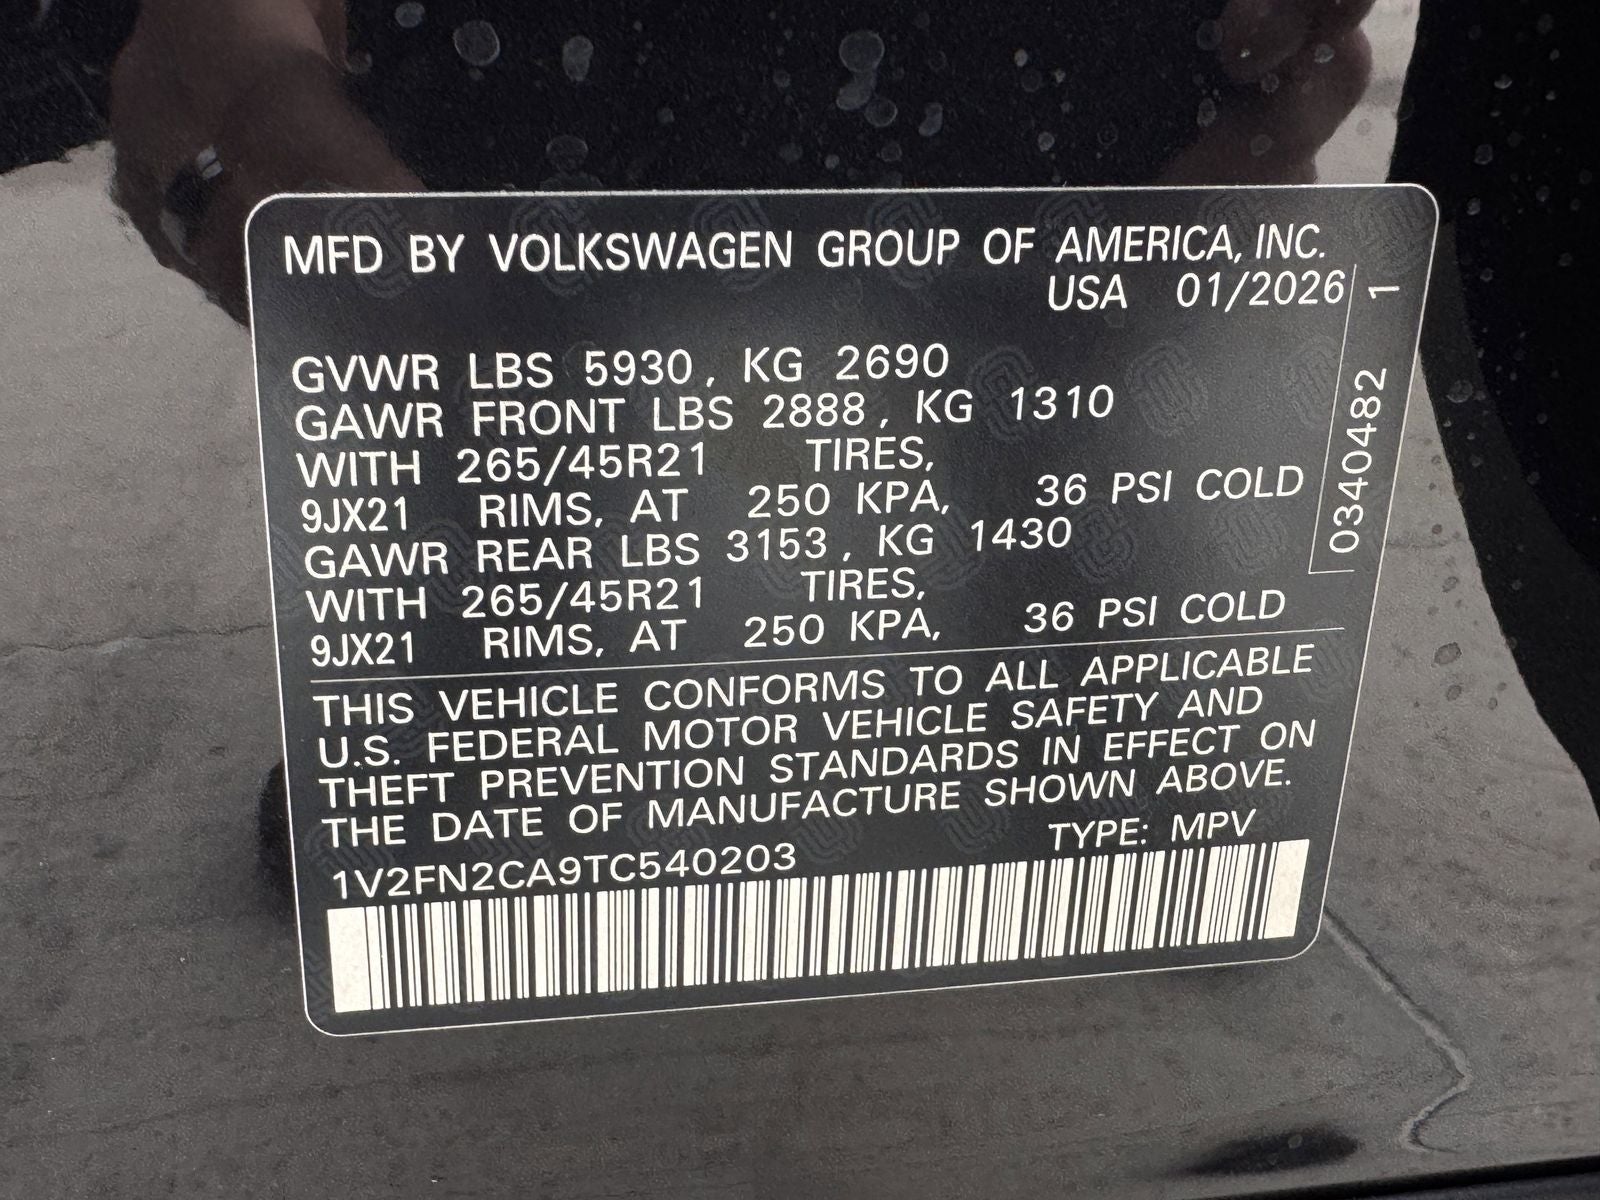 MFD BY VOLKSWAGEN GROUP OF AMERICA, INC.
USA 01/2026
GVWR LBS 5930, KG 2690
GAWR FRONT LBS 2888, KG 1310
WITH 265/45R21 TIRES,
9JX21 RIMS, AT 250 KPA, 36 PSI COLD
GAWR REAR LBS 3153, KG 1430
WITH 265/45R21 TIRES,
9JX21 RIMS, AT 250 KPA, 36 PSI COLD
THIS VEHICLE CONFORMS TO ALL APPLICABLE
U.S. FEDERAL MOTOR VEHICLE SAFETY AND
THEFT PREVENTION STANDARDS IN EFFECT ON
THE DATE OF MANUFACTURE SHOWN ABOVE.
TYPE: MPV
1V2FN2CA9TC540203
0340482 1